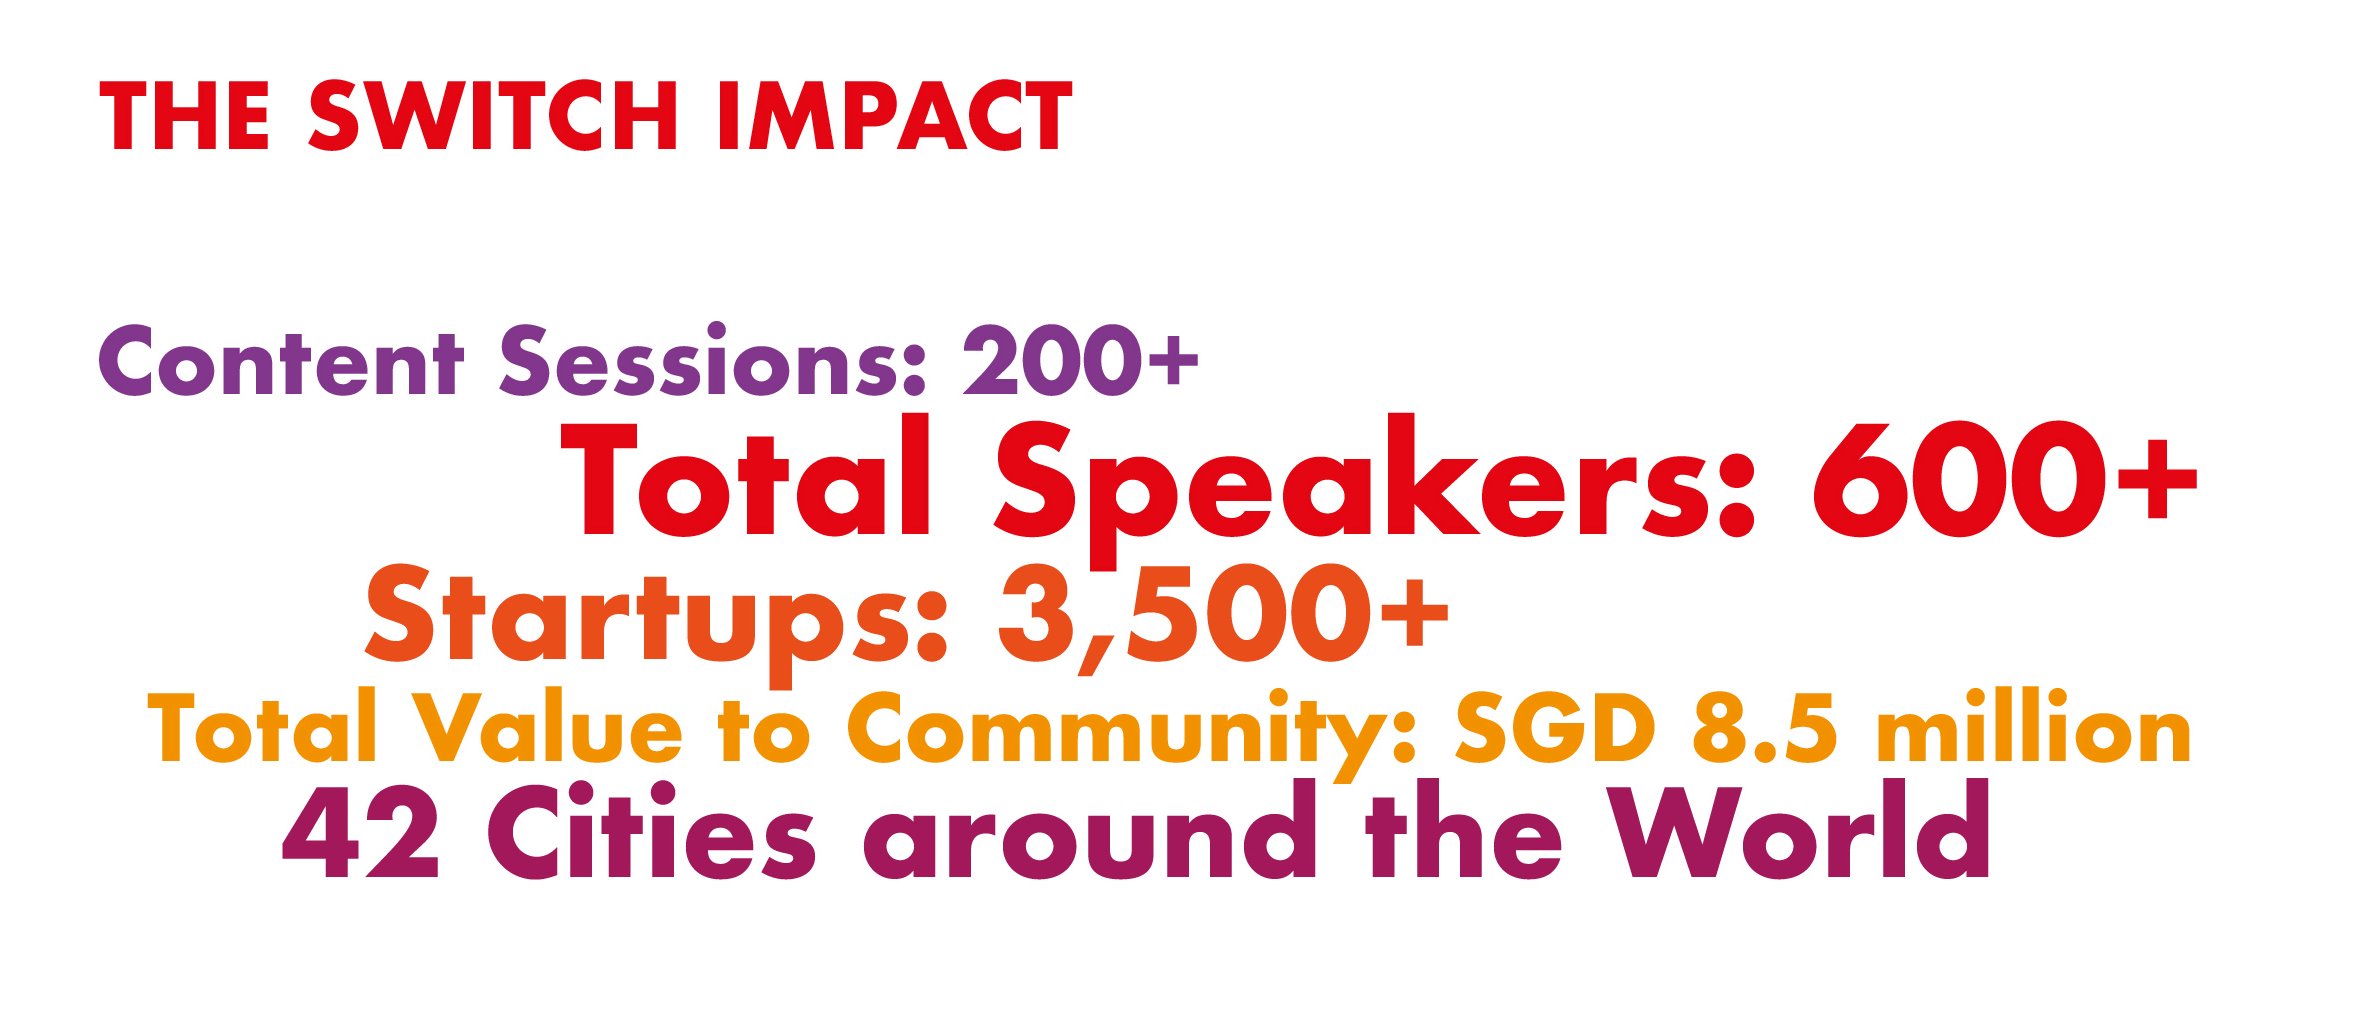 THE SWITCH IMPACT
Content Sessions: 200+
Total Speakers: 600+
Startups: 3,500+
Total Value to Community: SGD 8.5 million
42 Cities around the World